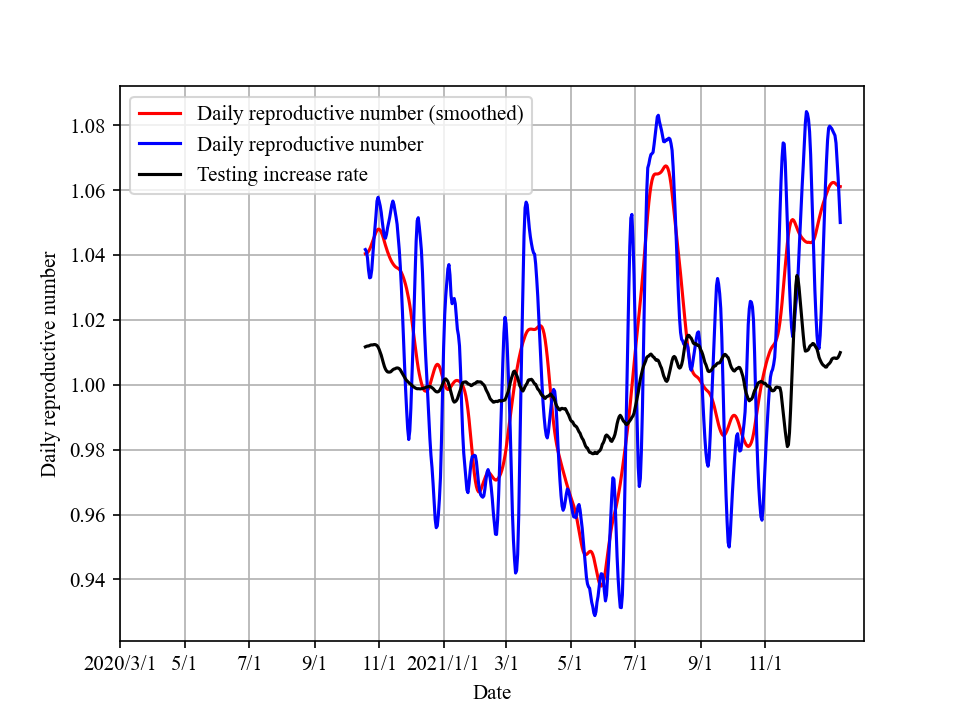 Daily reproductive number (smoothed)
Daily reproductive number
Testing increase rate
Daily reproductive number
1.08
1.06
1.04
1.02
1.00
0.98
0.96
0.94
2020/3/1 5/1 7/1 9/1 11/1 2021/1/1 3/1 5/1 7/1 9/1 11/1
Date